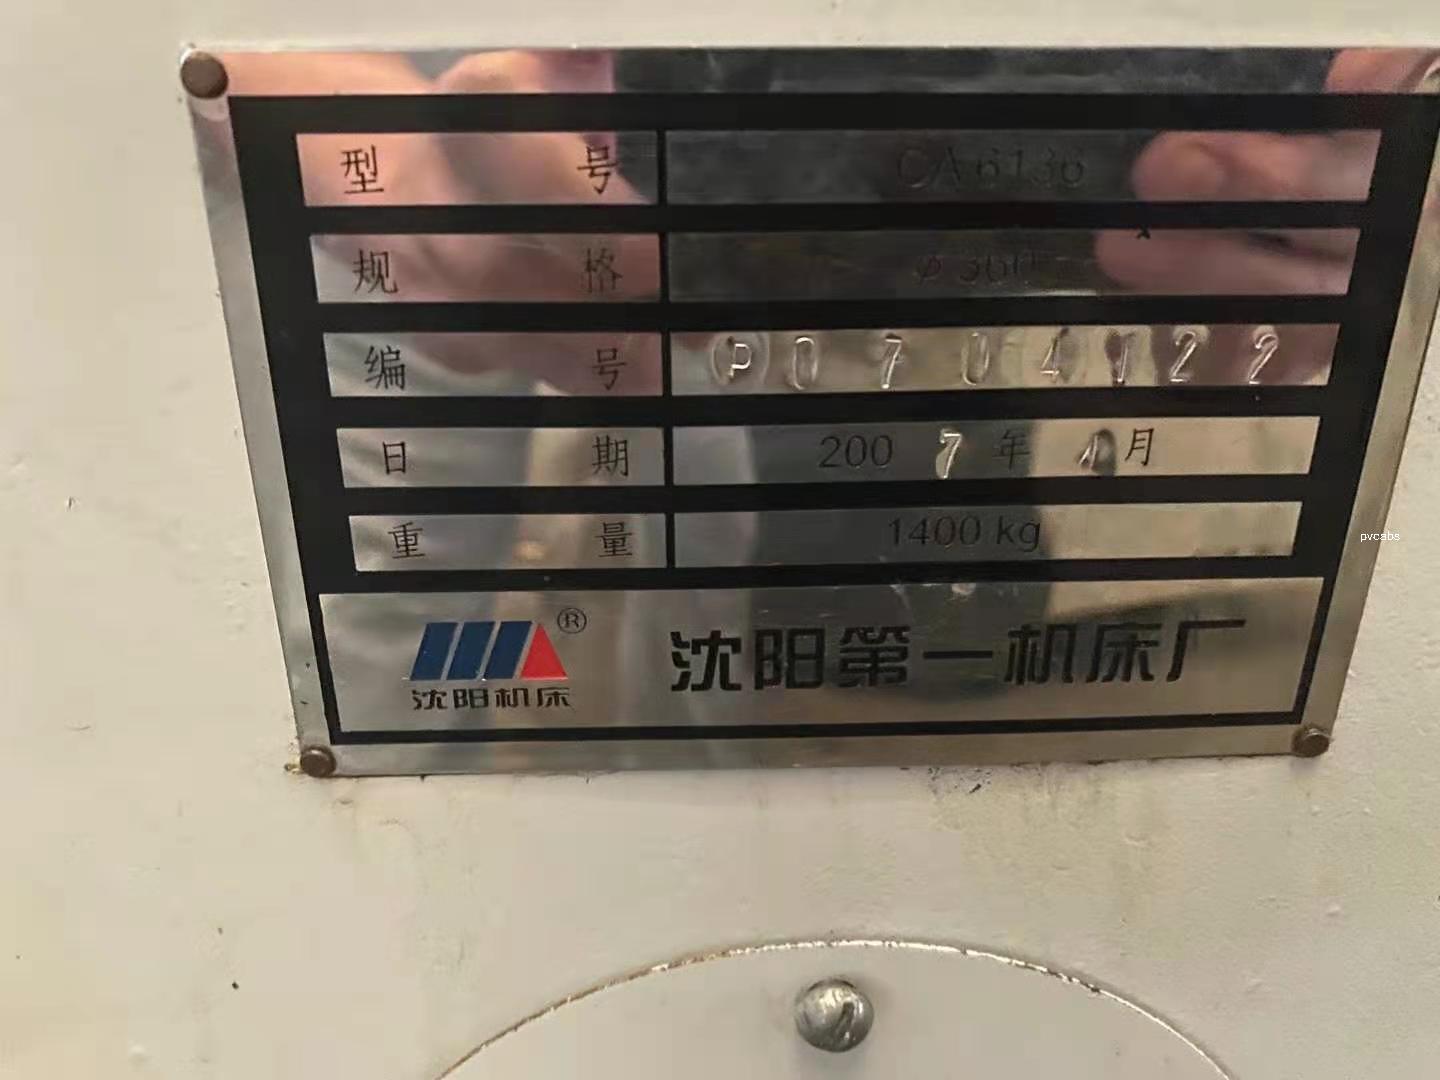 型 号 CA6136
规 格 Φ360
编 号 P0704122
日 期 2007年 月
重 量 1400 kg
®
沈阳机床
沈阳第一机床厂
pvcabs